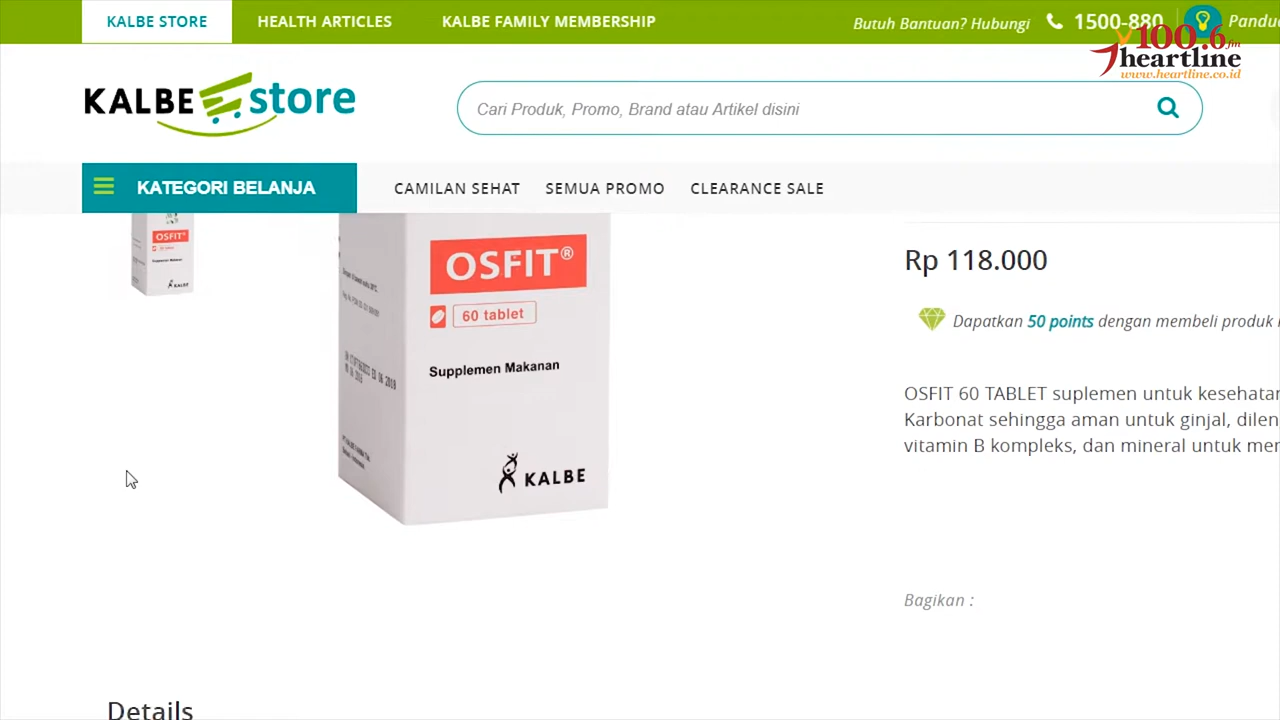 KALBE STORE
HEALTH ARTICLES
KALBE FAMILY MEMBERSHIP
Butuh Bantuan? Hubungi
1500-880
100.6 fm
heartline
www.heartline.co.id
KALBE store
Cari Produk, Promo, Brand atau Artikel disini
KATEGORI BELANJA
CAMILAN SEHAT
SEMUA PROMO
CLEARANCE SALE
OSFIT®
KALBE
OSFIT®
60 tablet
Supplemen Makanan
KALBE
Rp 118.000
Dapatkan 50 points dengan membeli produk
OSFIT 60 TABLET suplemen untuk
Karbonat sehingga aman untuk ginjal,
vitamin B kompleks, dan mineral untuk
Bagikan :
Details